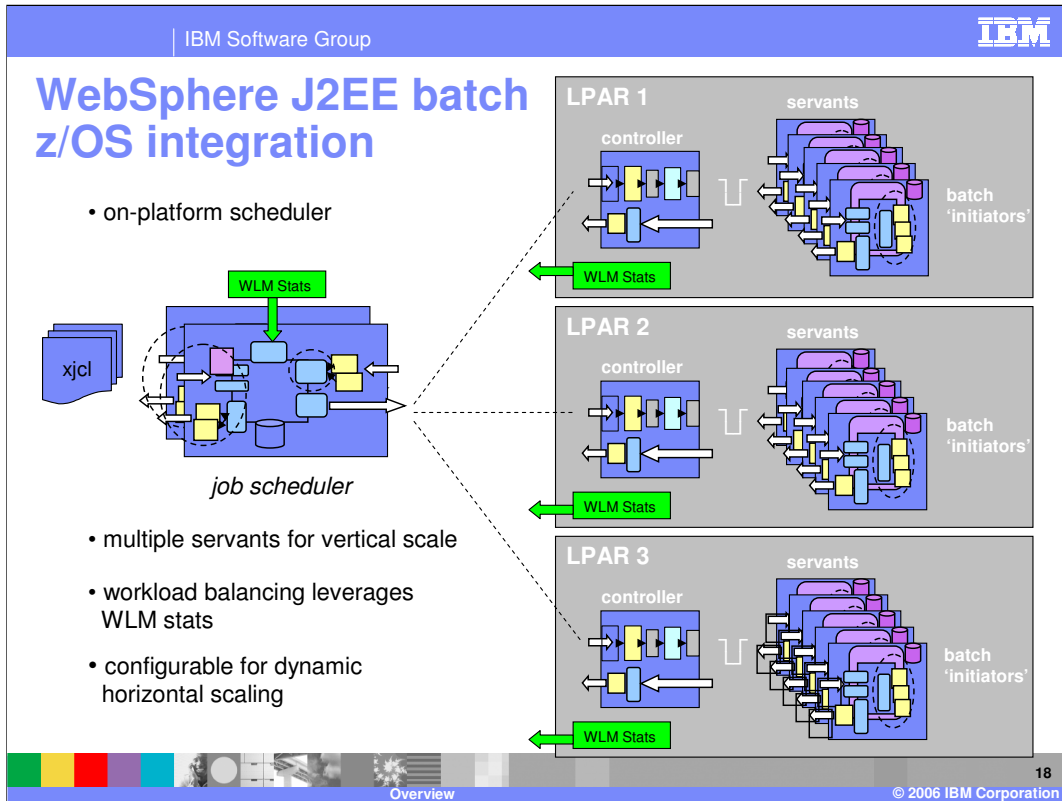 IBM Software Group
IBM
WebSphere J2EE batch
z/OS integration
• on-platform scheduler
WLM Stats
xjcl
job scheduler
• multiple servants for vertical scale
• workload balancing leverages
WLM stats
• configurable for dynamic
horizontal scaling
LPAR 1
servants
controller
batch
'initiators'
WLM Stats
LPAR 2
servants
controller
batch
'initiators'
WLM Stats
LPAR 3
servants
controller
batch
'initiators'
WLM Stats
18
Overview
© 2006 IBM Corporation